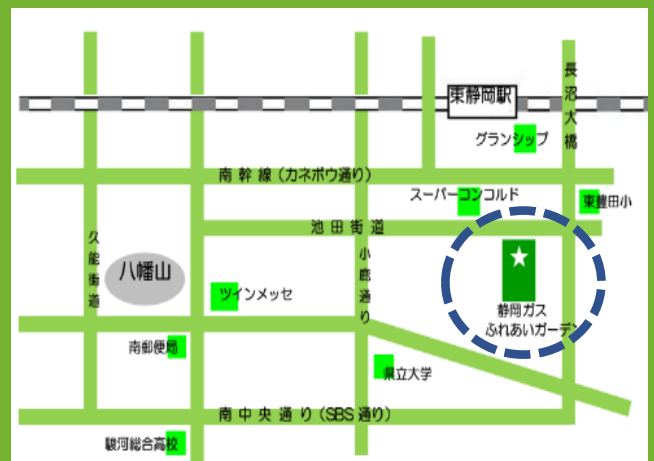 東静岡駅
長沼大橋
グランシップ
南幹線(カネボウ通り)
スーパーコンコルド
東豊田小
池田街道
久能街道
八幡山
小鹿通り
ツインメッセ
静岡ガス
ふれあいガーデン
南郵便局
県立大学
南中央通り(SBS通り)
駿河総合高校